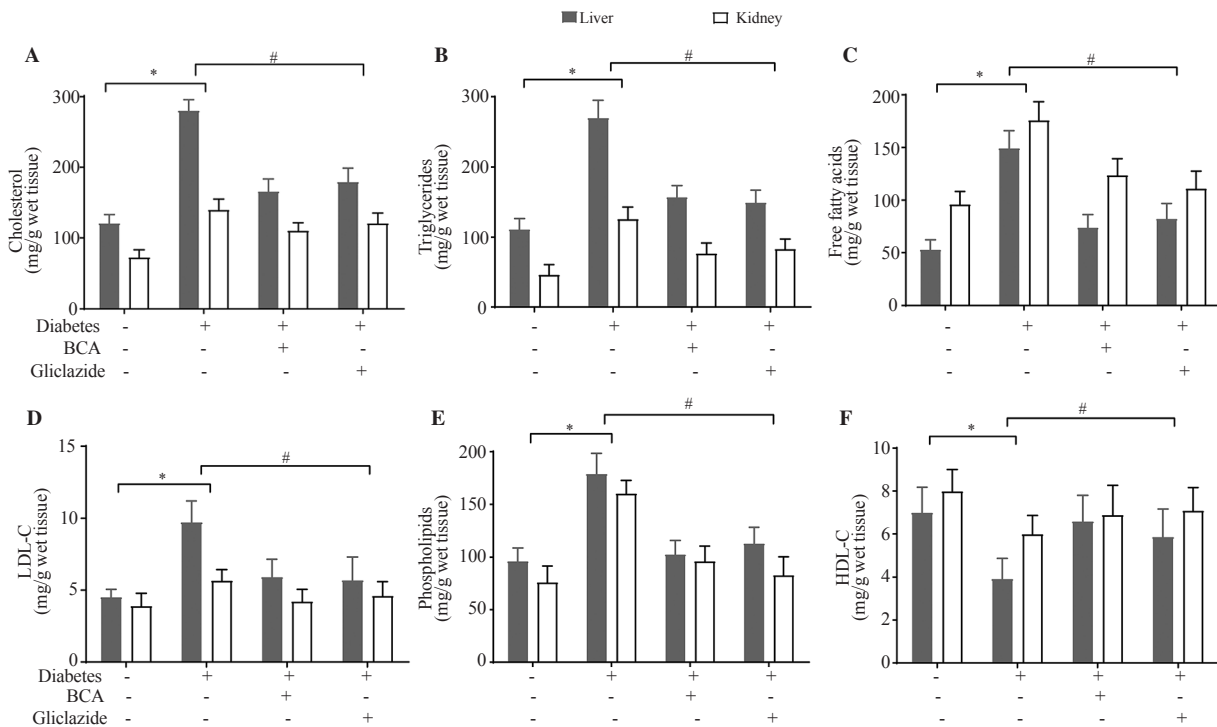 Liver Kidney
A
Cholesterol
(mg/g wet tissue)
300
200
100
0
*
#
Diabetes - + + +
BCA - - + -
Gliclazide - - - +
B
Triglycerides
(mg/g wet tissue)
300
200
100
0
*
#
- + + +
- - + -
- - - +
C
Free fatty acids
(mg/g wet tissue)
200
150
100
50
0
*
#
- + + +
- - + -
- - - +
D
LDL-C
(mg/g wet tissue)
15
10
5
0
*
#
Diabetes - + + +
BCA - - + -
Gliclazide - - - +
E
Phospholipids
(mg/g wet tissue)
200
150
100
50
0
*
#
- + + +
- - + -
- - - +
F
HDL-C
(mg/g wet tissue)
10
8
6
4
2
0
*
#
- + + +
- - + -
- - - +